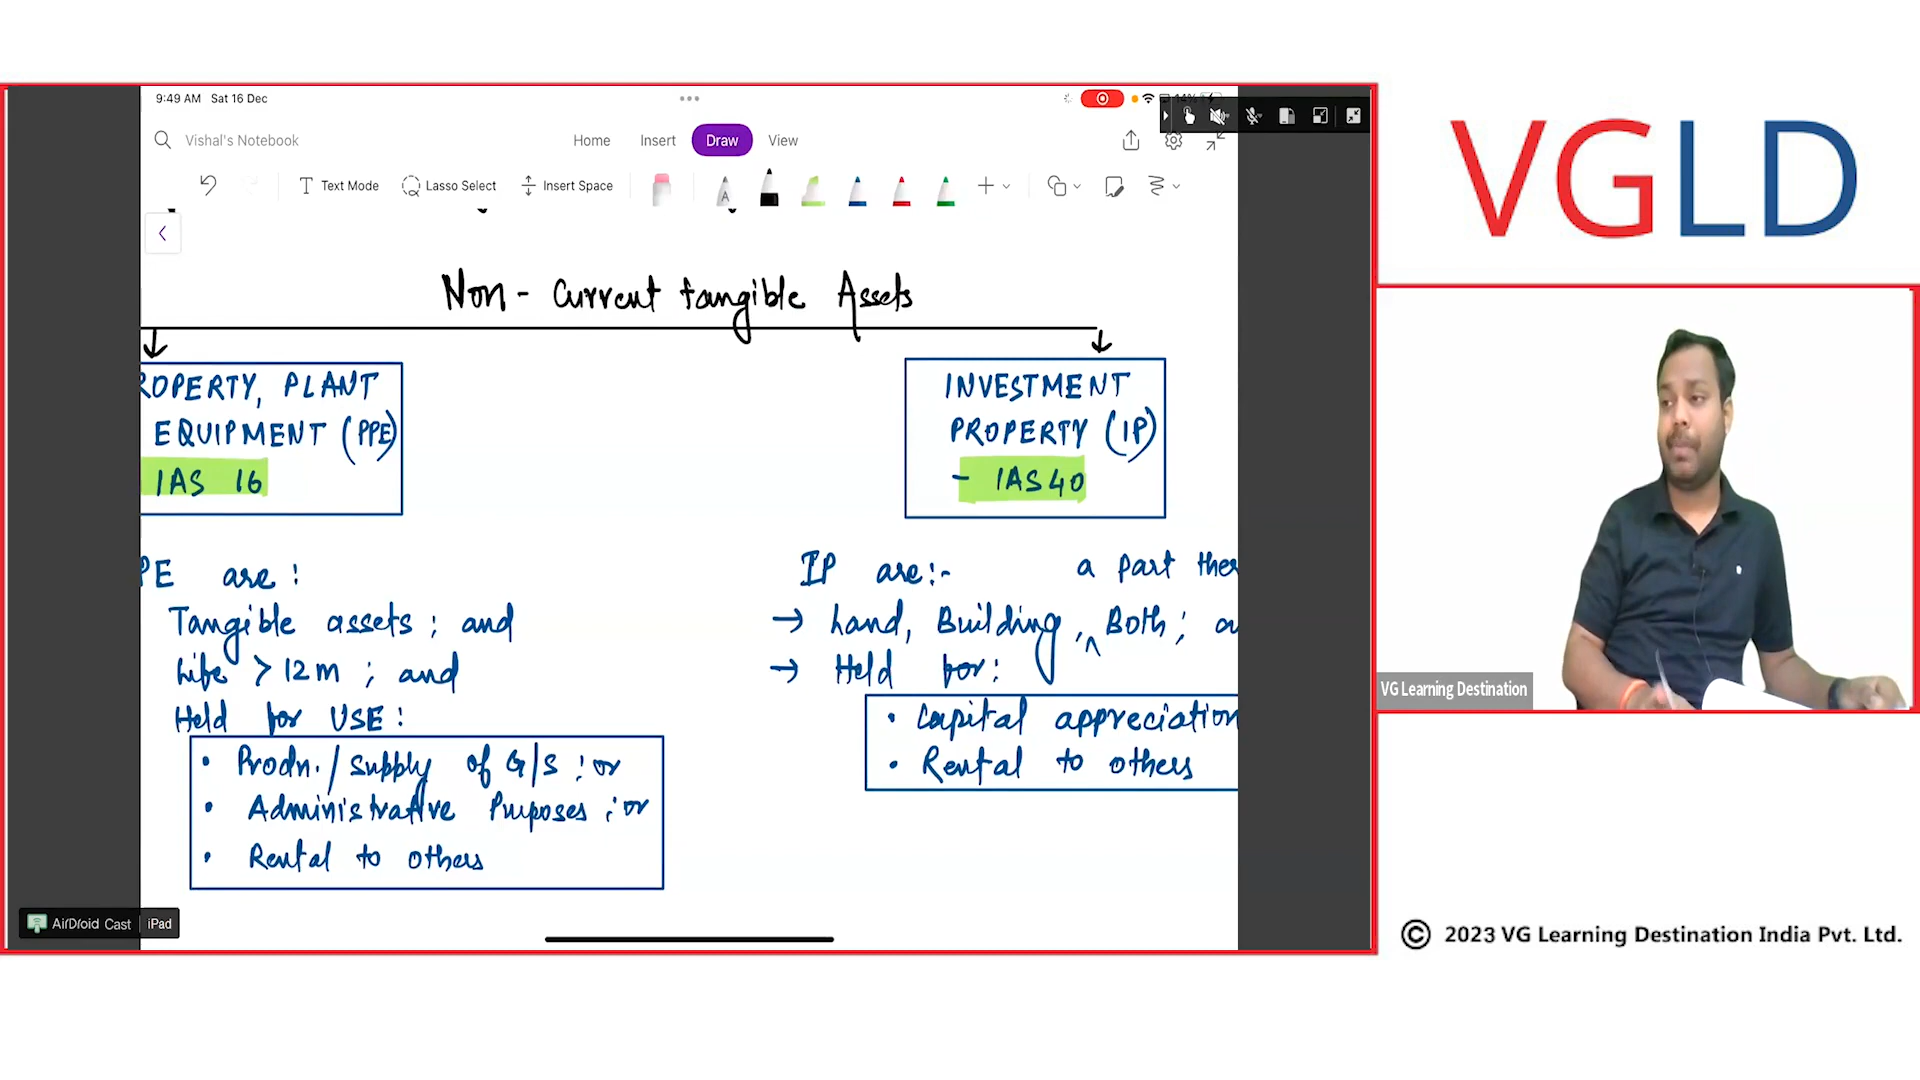 9:49 AM Sat 16 Dec
14%
Vishal's Notebook
Home Insert Draw View
Text Mode Lasso Select Insert Space
Non - Current tangible Assets
ROPERTY, PLANT
EQUIPMENT (PPE)
IAS 16
INVESTMENT
PROPERTY (IP)
- IAS 40
PE are :
Tangible assets ; and
Life > 12m ; and
Held for USE :
• Prodn. / supply of G/S ; or
• Administrative Purposes ; or
• Rental to others
IP are :-
a part ther
→ Land, Building, ^ Both ; a
→ Held for :
• Capital appreciation
• Rental to others
AirDroid Cast iPad
VGLD
VG Learning Destination
© 2023 VG Learning Destination India Pvt. Ltd.